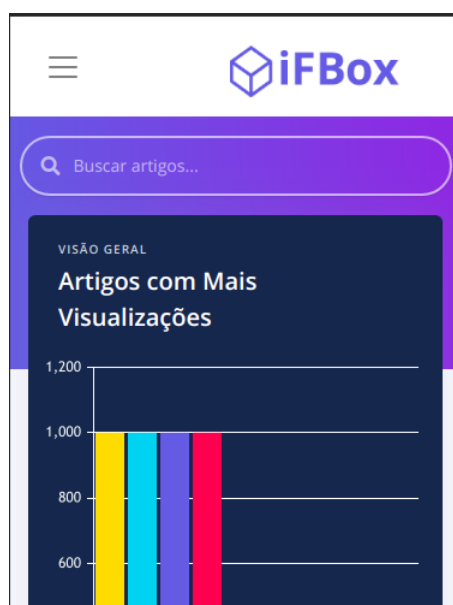 iFBox
Buscar artigos...
VISÃO GERAL
Artigos com Mais
Visualizações
1,200
1,000
800
600